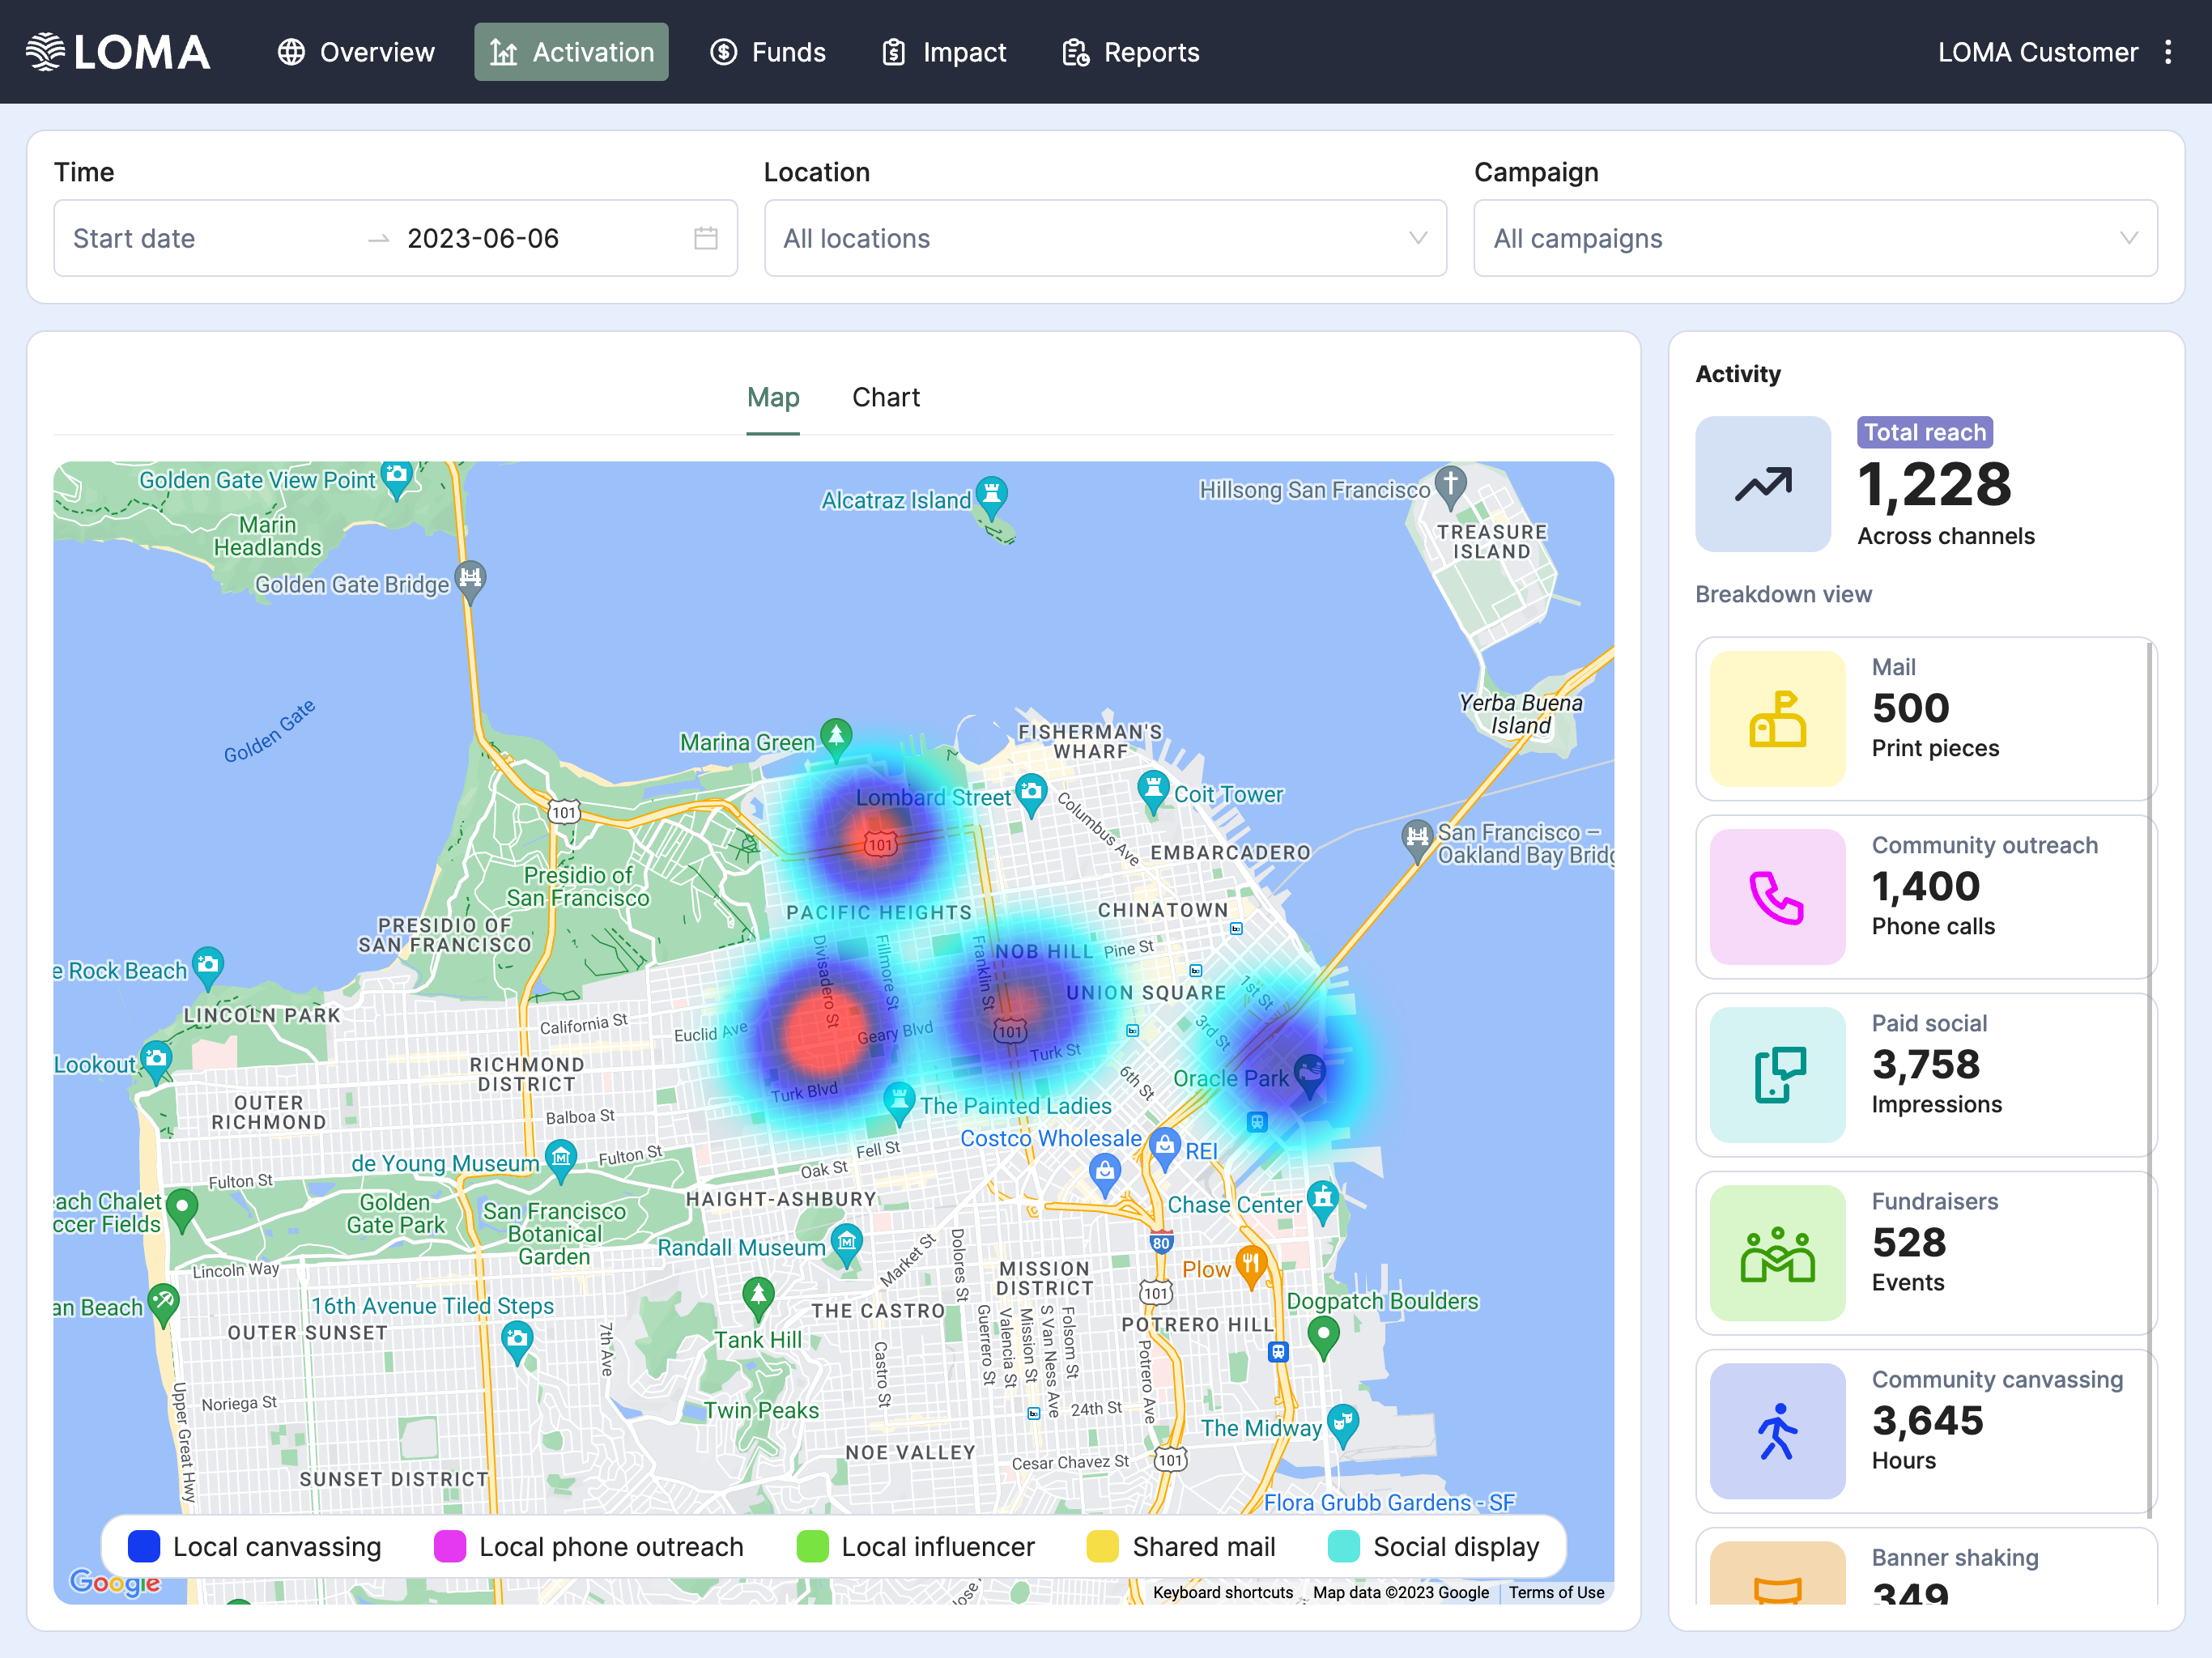 LOMA
Overview
Activation
Funds
Impact
Reports
LOMA Customer
Time
Location
Campaign
Start date
2023-06-06
All locations
All campaigns
Map
Chart
Golden Gate View Point
Marin
Headlands
Golden Gate Bridge
Alcatraz Island
Hillsong San Francisco
TREASURE
ISLAND
Golden Gate
Yerba Buena
Island
Marina Green
FISHERMAN'S
WHARF
Lombard Street
Columbus Ave
Coit Tower
101
101
San Francisco –
Oakland Bay Bridg
EMBARCADERO
Presidio of
San Francisco
PACIFIC HEIGHTS
CHINATOWN
PRESIDIO OF
SAN FRANCISCO
Divisadero St
Fillmore St
Franklin St
NOB HILL
Pine St
e Rock Beach
UNION SQUARE
1st St
LINCOLN PARK
California St
Euclid Ave
Geary Blvd
101
3rd St
Lookout
RICHMOND
DISTRICT
Turk St
Turk Blvd
6th St
Oracle Park
OUTER
RICHMOND
Balboa St
The Painted Ladies
Costco Wholesale
REI
de Young Museum
Fulton St
Oak St
Fell St
Fulton St
each Chalet
ccer Fields
Golden
Gate Park
San Francisco
Botanical
Garden
HAIGHT-ASHBURY
Chase Center
Randall Museum
Market St
Dolores St
80
Lincoln Way
MISSION
DISTRICT
Plow
101
an Beach
16th Avenue Tiled Steps
THE CASTRO
Dogpatch Boulders
OUTER SUNSET
7th Ave
Tank Hill
Castro St
Guerrero St
Valencia St
Mission St
S Van Ness Ave
Folsom St
POTRERO HILL
Potrero Ave
Upper Great Hwy
Noriega St
Twin Peaks
24th St
The Midway
NOE VALLEY
Cesar Chavez St
101
SUNSET DISTRICT
Flora Grubb Gardens - SF
Local canvassing
Local phone outreach
Local influencer
Shared mail
Social display
Google
Keyboard shortcuts
Map data ©2023 Google
Terms of Use
Activity
Total reach
1,228
Across channels
Breakdown view
Mail
500
Print pieces
Community outreach
1,400
Phone calls
Paid social
3,758
Impressions
Fundraisers
528
Events
Community canvassing
3,645
Hours
Banner shaking
349